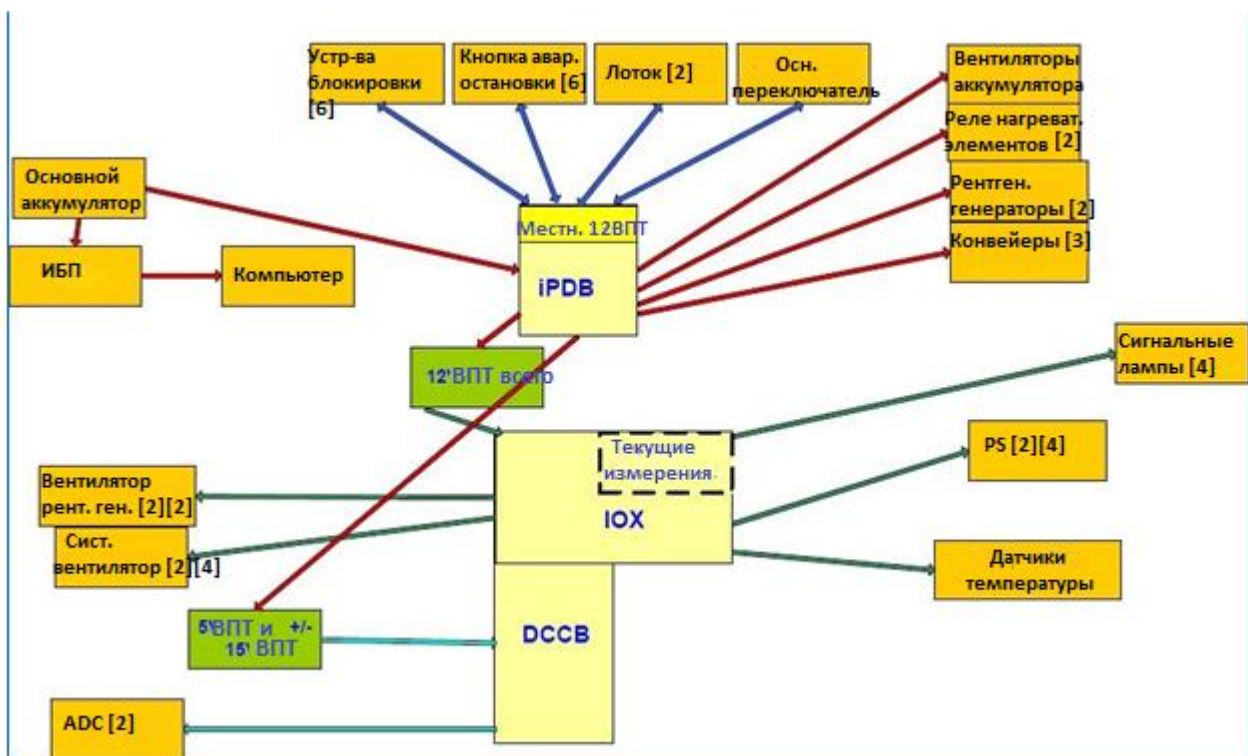 Устр-ва
блокировки
[6]
Кнопка авар.
остановки [6]
Лоток [2]
Осн.
переключатель
Вентиляторы
аккумулятора
Реле нагреват.
элементов [2]
Рентген.
генераторы [2]
Конвейеры [3]
Основной
аккумулятор
ИБП
Компьютер
Местн. 12ВПТ
iPDB
12'ВПТ всего
Сигнальные
лампы [4]
Текущие
измерения
IOX
PS [2][4]
Вентилятор
рент. ген. [2][2]
Сист.
вентилятор [2][4]
Датчики
температуры
5'ВПТ и +/-
15' ВПТ
DCCB
ADC [2]